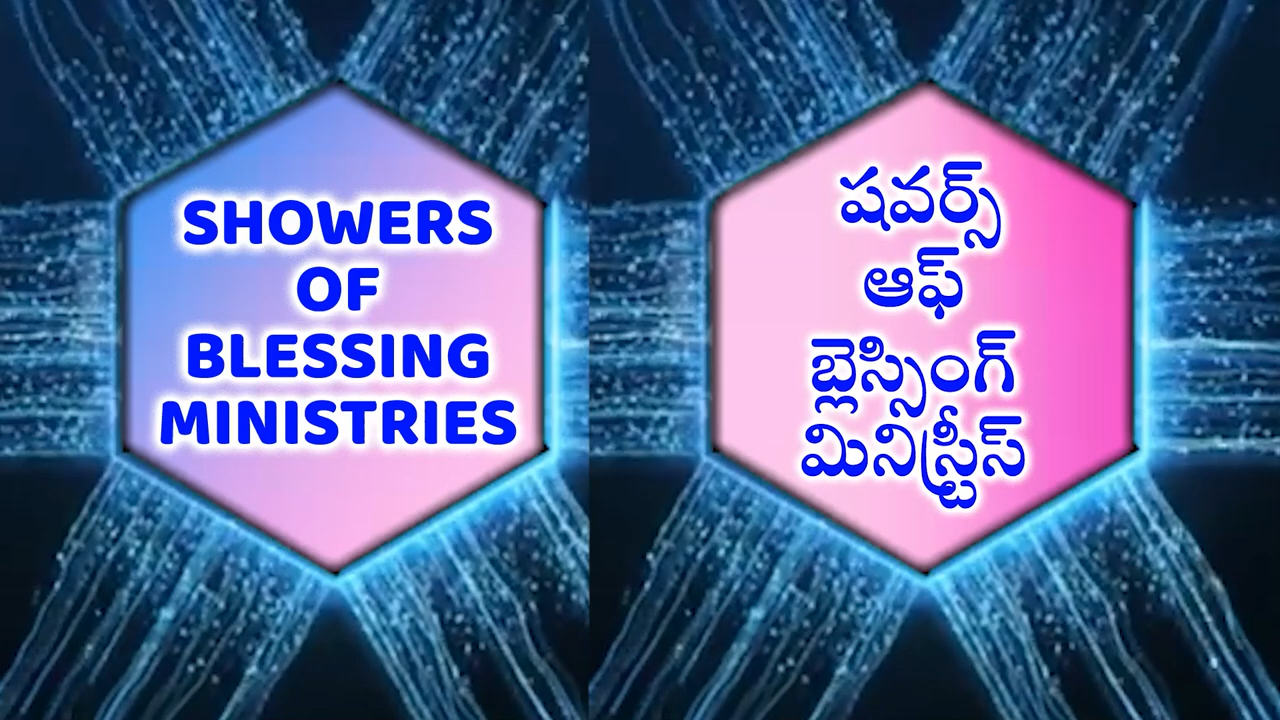 SHOWERS
OF
BLESSING
MINISTRIES
షవర్స్
ఆఫ్
బ్లెస్సింగ్
మినిస్ట్రీస్